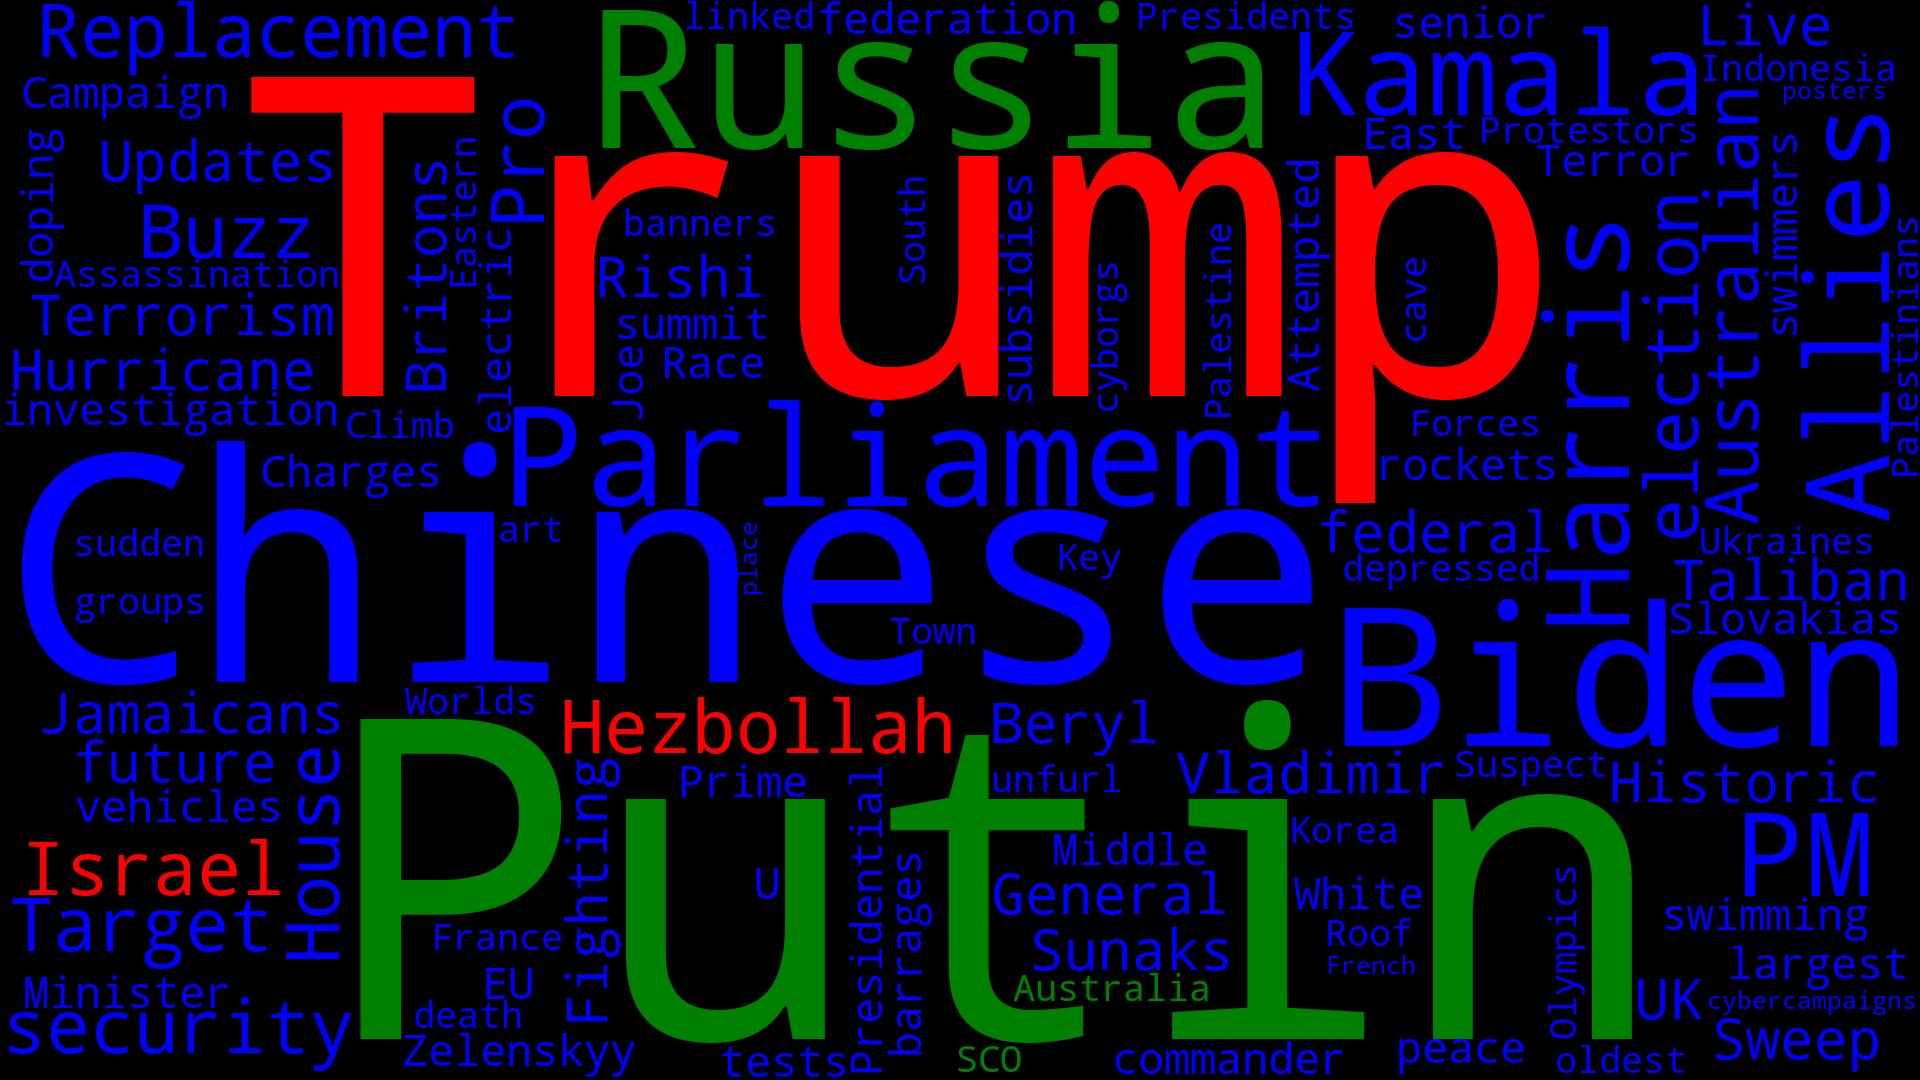 Replacement
linked
federation
Presidents
senior
Live
Russia
Kamala
Indonesia
posters
Campaign
Trump
Pro
East
Protestors
Terror
doping
Updates
Britons
Eastern
Buzz
Assassination
Terrorism
electric
banners
Rishi
summit
Joe
Race
South
subsidies
cyborgs
Palestine
Attempted
cave
Harris
election
Australian
swimmers
Allies
Palestinians
Hurricane
investigation
Climb
Charges
Parliament
Forces
rockets
Chinese
sudden
groups
art
place
Key
Town
federal
depressed
Ukraines
Taliban
Slovakias
Biden
Jamaicans
Worlds
Hezbollah
Beryl
future
vehicles
House
Putin
Fighting
Prime
unfurl
Vladimir
Suspect
Historic
Israel
Target
U
Presidential
barrages
Middle
General
Sunaks
Australia
Korea
White
Roof
French
Olympics
PM
swimming
largest
Minister
security
France
EU
death
Zelenskyy
tests
SCO
commander
peace
oldest
UK
cybercampaigns
Sweep